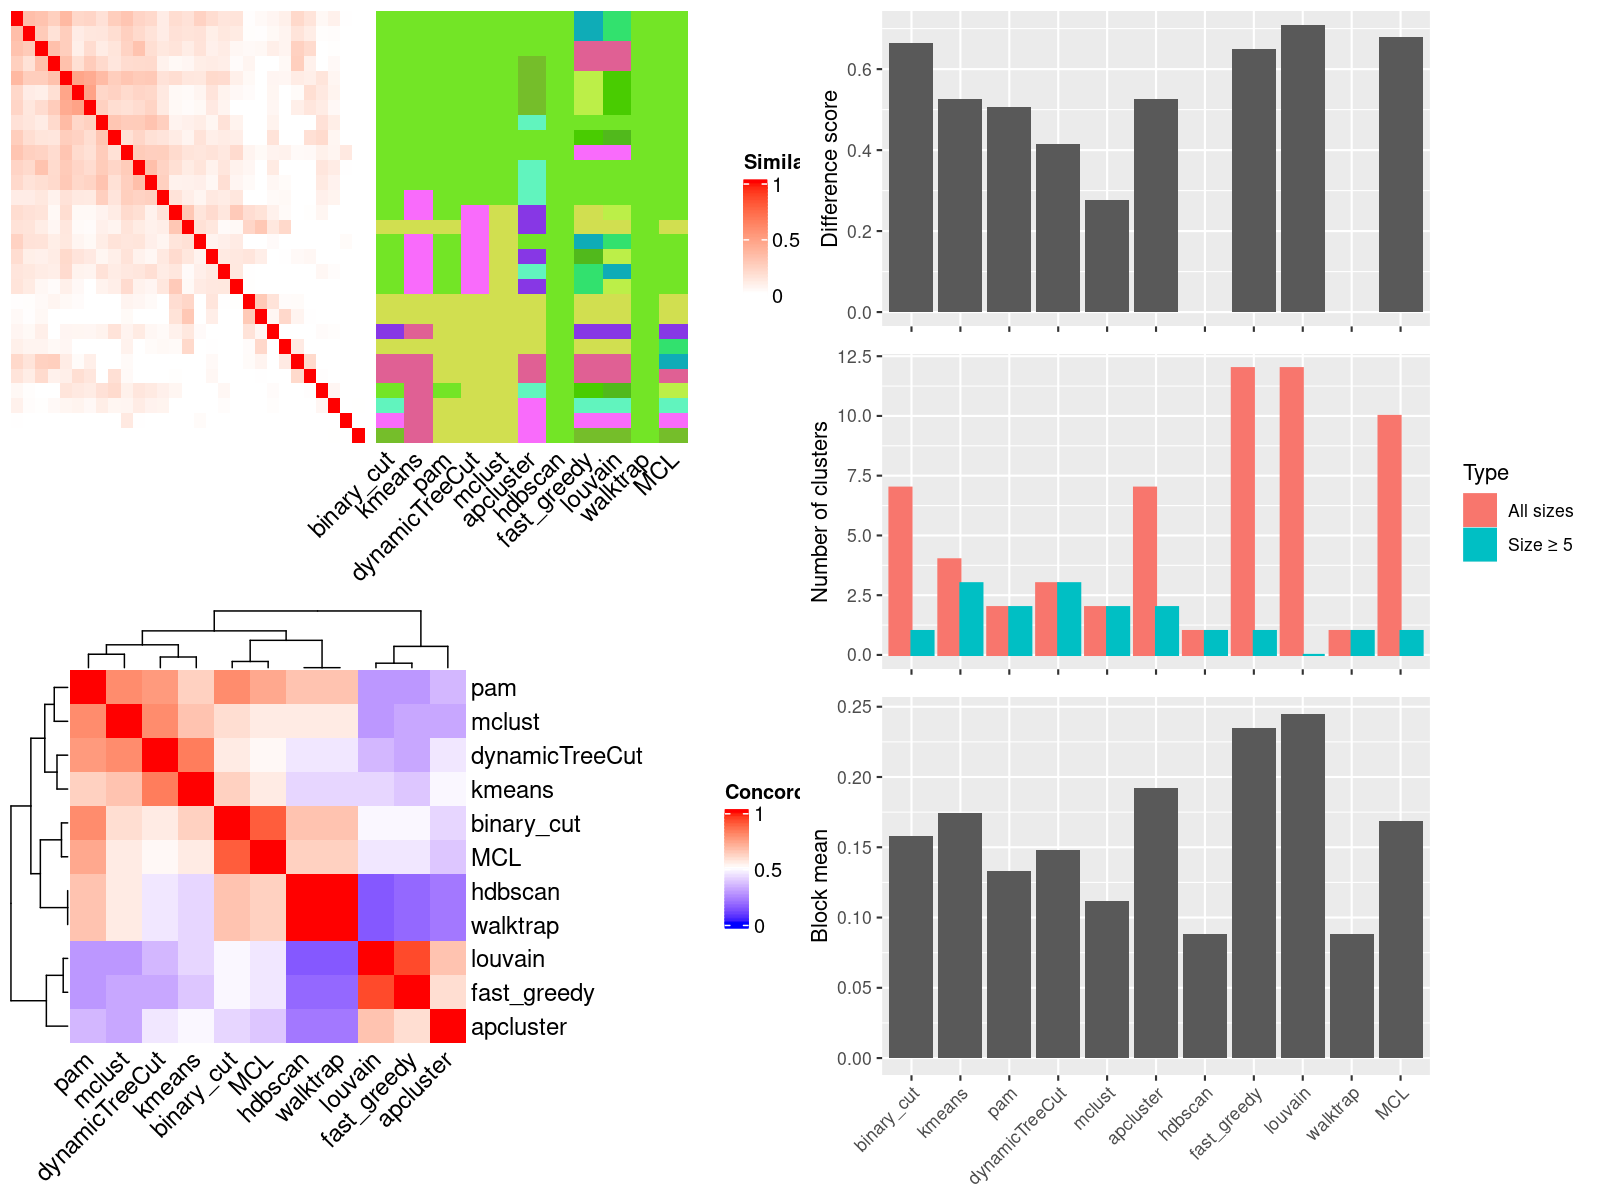 Simila
1
0.5
0
binary_cut
kmeans
pam
dynamicTreeCut
mclust
apcluster
hdbscan
fast_greedy
louvain
walktrap
MCL
pam
mclust
dynamicTreeCut
kmeans
binary_cut
MCL
hdbscan
walktrap
louvain
fast_greedy
apcluster
Concord
1
0.5
0
pam
mclust
dynamicTreeCut
kmeans
binary_cut
MCL
hdbscan
walktrap
louvain
fast_greedy
apcluster
Difference score
0.6
0.4
0.2
0.0
Number of clusters
12.5
10.0
7.5
5.0
2.5
0.0
Type
All sizes
Size ≥ 5
Block mean
0.25
0.20
0.15
0.10
0.05
0.00
binary_cut
kmeans
pam
dynamicTreeCut
mclust
apcluster
hdbscan
fast_greedy
louvain
walktrap
MCL